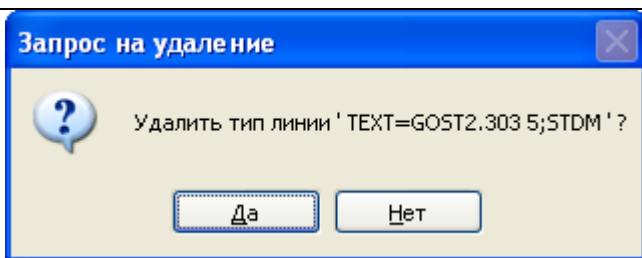 Запрос на удаление
Удалить тип линии ' TEXT=GOST2.303 5;STDM ' ?
Да
Нет